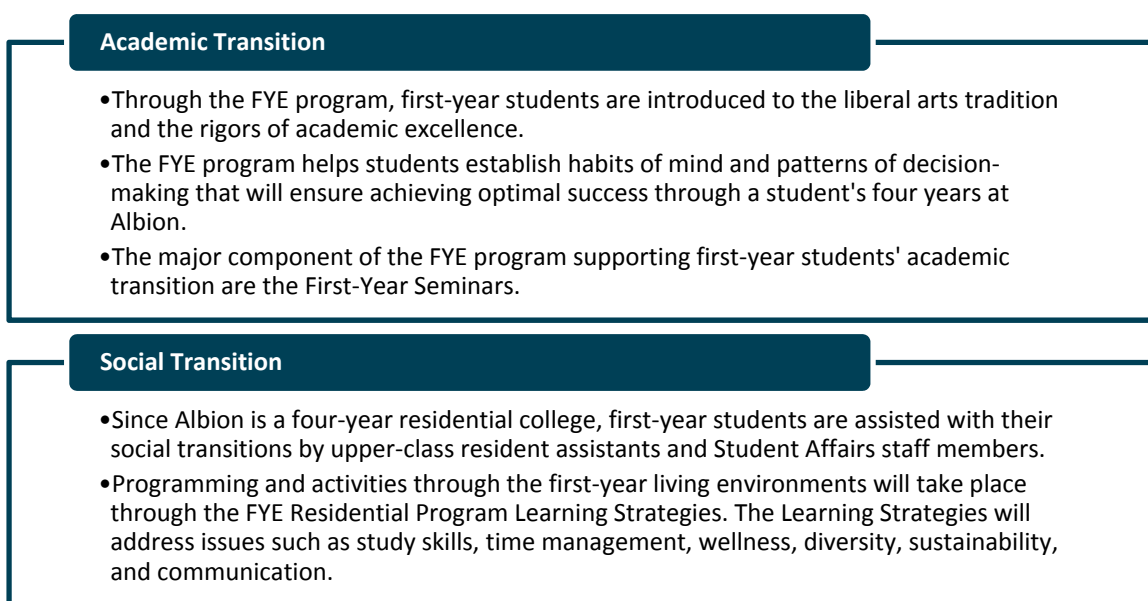 Academic Transition
•Through the FYE program, first-year students are introduced to the liberal arts tradition
and the rigors of academic excellence.
•The FYE program helps students establish habits of mind and patterns of decision-
making that will ensure achieving optimal success through a student's four years at
Albion.
•The major component of the FYE program supporting first-year students' academic
transition are the First-Year Seminars.
Social Transition
•Since Albion is a four-year residential college, first-year students are assisted with their
social transitions by upper-class resident assistants and Student Affairs staff members.
•Programming and activities through the first-year living environments will take place
through the FYE Residential Program Learning Strategies. The Learning Strategies will
address issues such as study skills, time management, wellness, diversity, sustainability,
and communication.